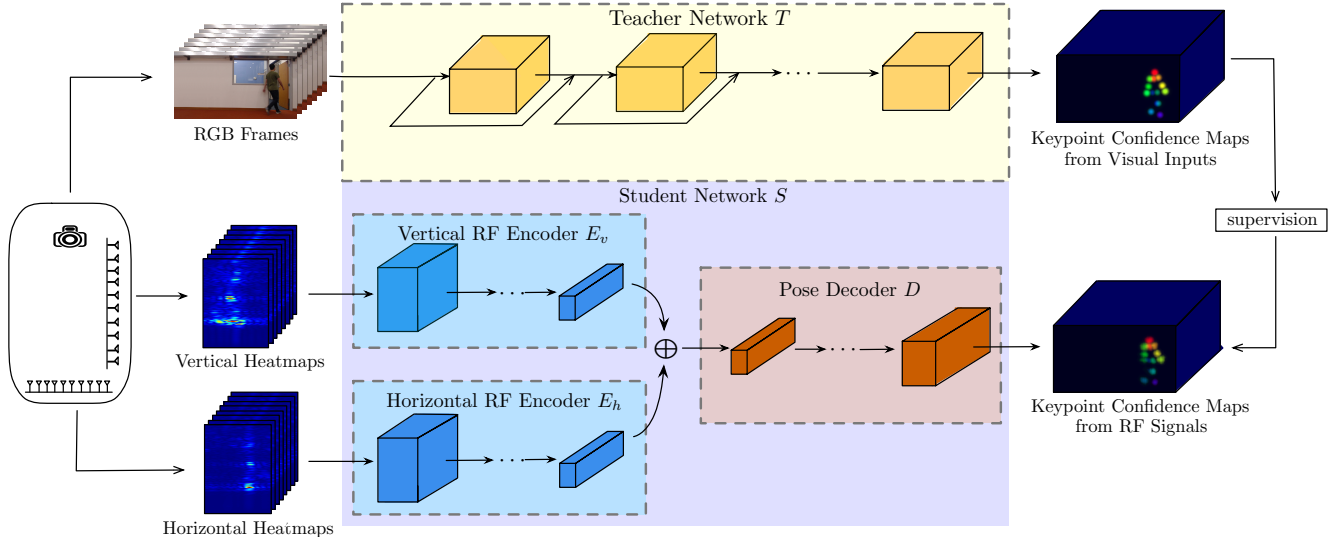 Teacher Network T
RGB Frames
Keypoint Confidence Maps
from Visual Inputs
Student Network S
supervision
Vertical RF Encoder E_v
Pose Decoder D
Vertical Heatmaps
Horizontal RF Encoder E_h
Keypoint Confidence Maps
from RF Signals
Horizontal Heatmaps